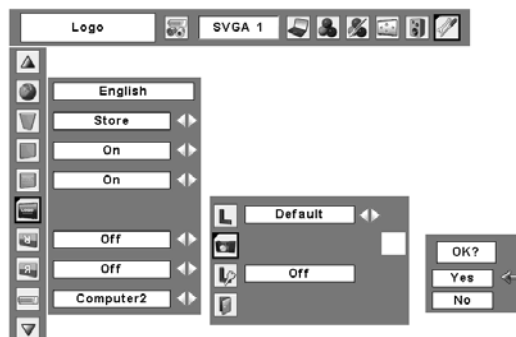 Logo
SVGA 1
English
Store
On
On
Off
Off
Computer2
Default
Off
OK?
Yes
No